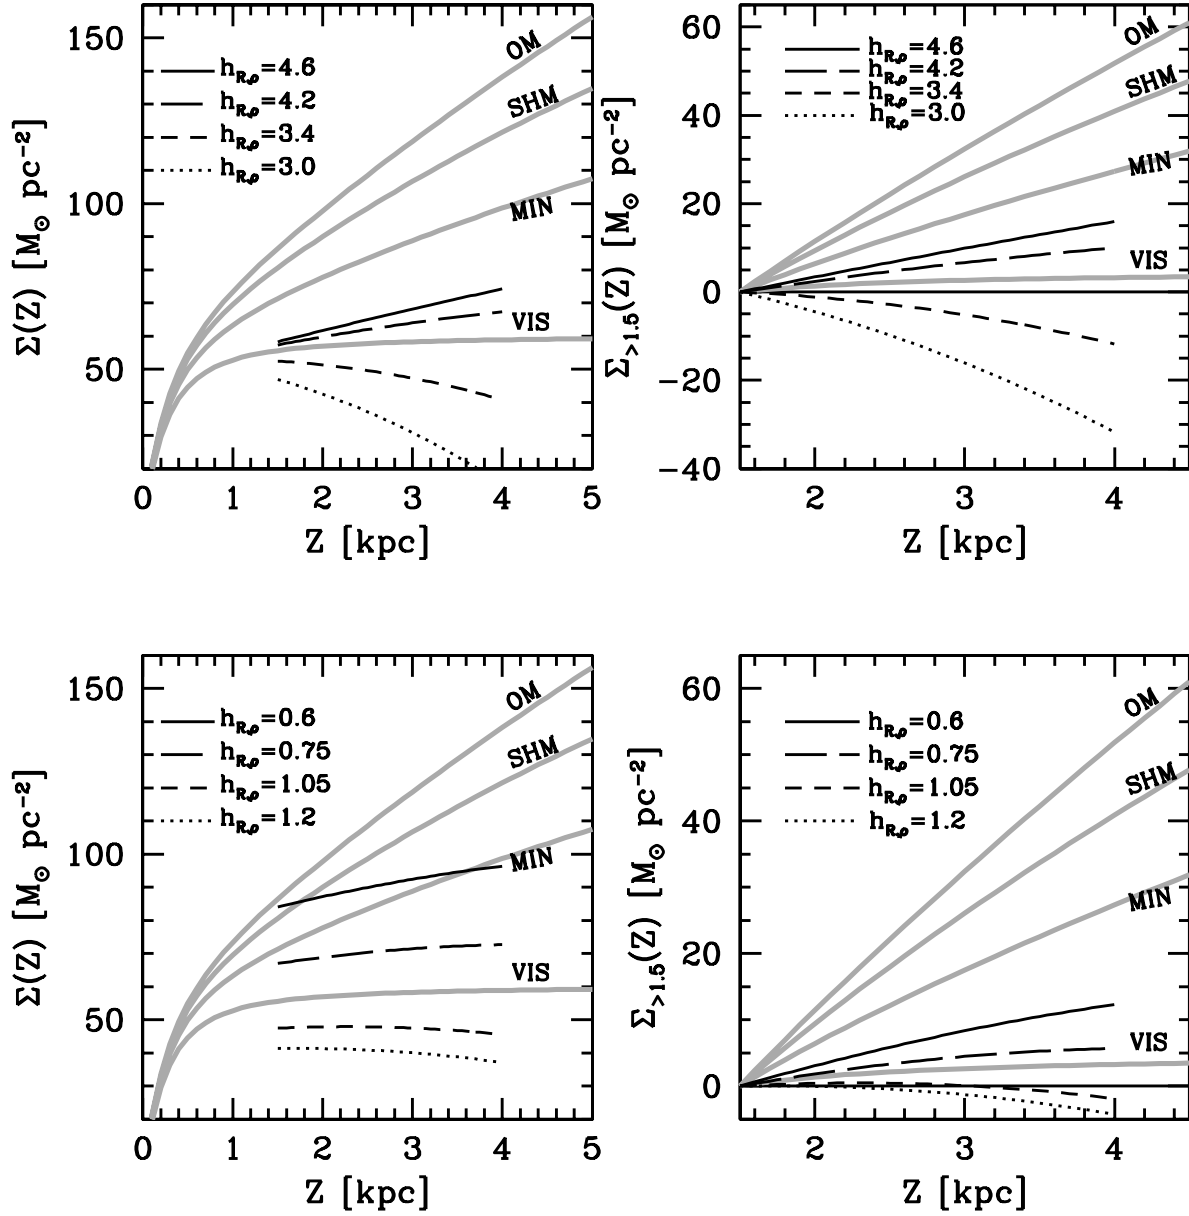 150
100
50
0 1 2 3 4 5
Σ(Z) [M⊙ pc⁻²]
Z [kpc]
h_R,ρ=4.6
h_R,ρ=4.2
h_R,ρ=3.4
h_R,ρ=3.0
OM
SHM
MIN
VIS
60
40
20
0
−20
−40
2 3 4
Σ>1.5(Z) [M⊙ pc⁻²]
Z [kpc]
h_R,ρ=4.6
h_R,ρ=4.2
h_R,ρ=3.4
h_R,ρ=3.0
OM
SHM
MIN
VIS
150
100
50
0 1 2 3 4 5
Σ(Z) [M⊙ pc⁻²]
Z [kpc]
h_R,ρ=0.6
h_R,ρ=0.75
h_R,ρ=1.05
h_R,ρ=1.2
OM
SHM
MIN
VIS
60
40
20
0
2 3 4
Σ>1.5(Z) [M⊙ pc⁻²]
Z [kpc]
h_R,ρ=0.6
h_R,ρ=0.75
h_R,ρ=1.05
h_R,ρ=1.2
OM
SHM
MIN
VIS